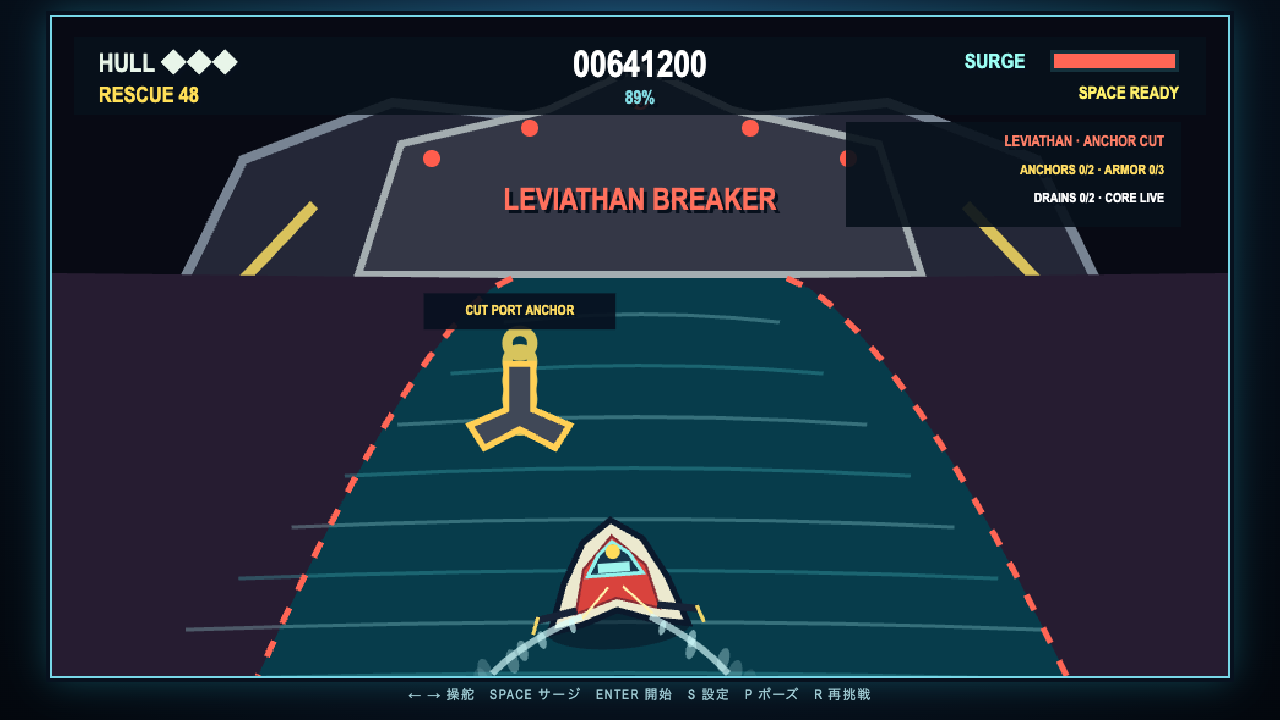 HULL
00641200
SURGE
RESCUE 48
89%
SPACE READY
LEVIATHAN · ANCHOR CUT
ANCHORS 0/2 · ARMOR 0/3
DRAINS 0/2 · CORE LIVE
LEVIATHAN BREAKER
CUT PORT ANCHOR
← → 操舵 SPACE サージ ENTER 開始 S 設定 P ポーズ R 再挑戦